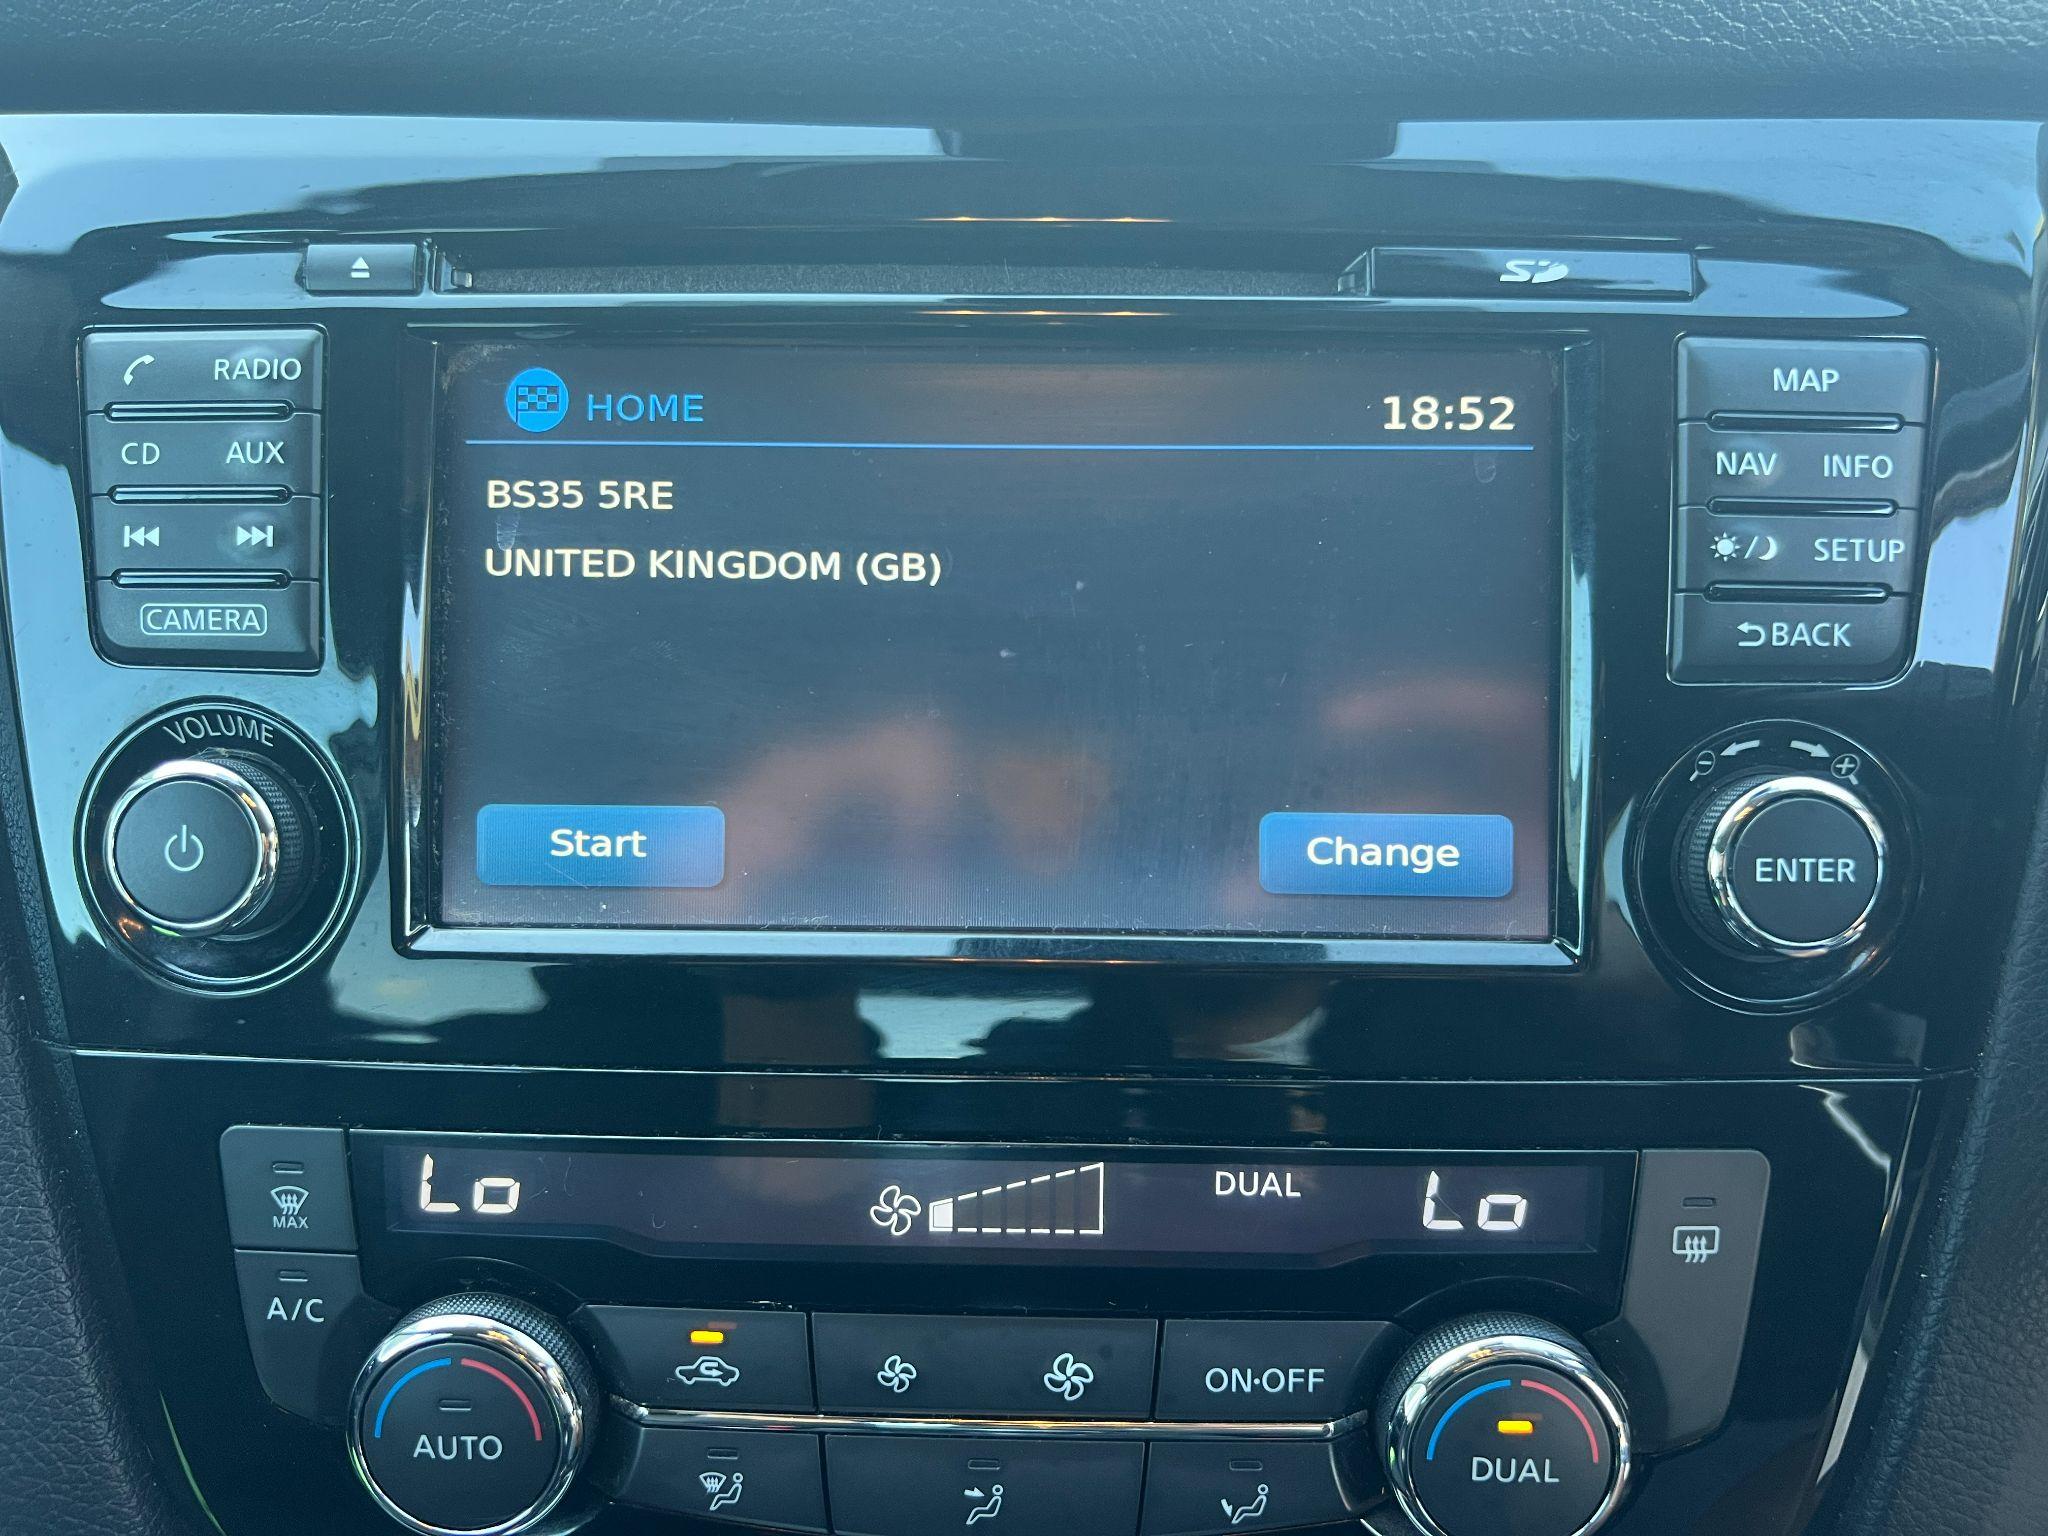 SD
RADIO
MAP
HOME
18:52
CD AUX
NAV INFO
BS35 5RE
UNITED KINGDOM (GB)
SETUP
CAMERA
BACK
VOLUME
Start
Change
ENTER
Lo
DUAL
Lo
MAX
A/C
ON·OFF
AUTO
DUAL